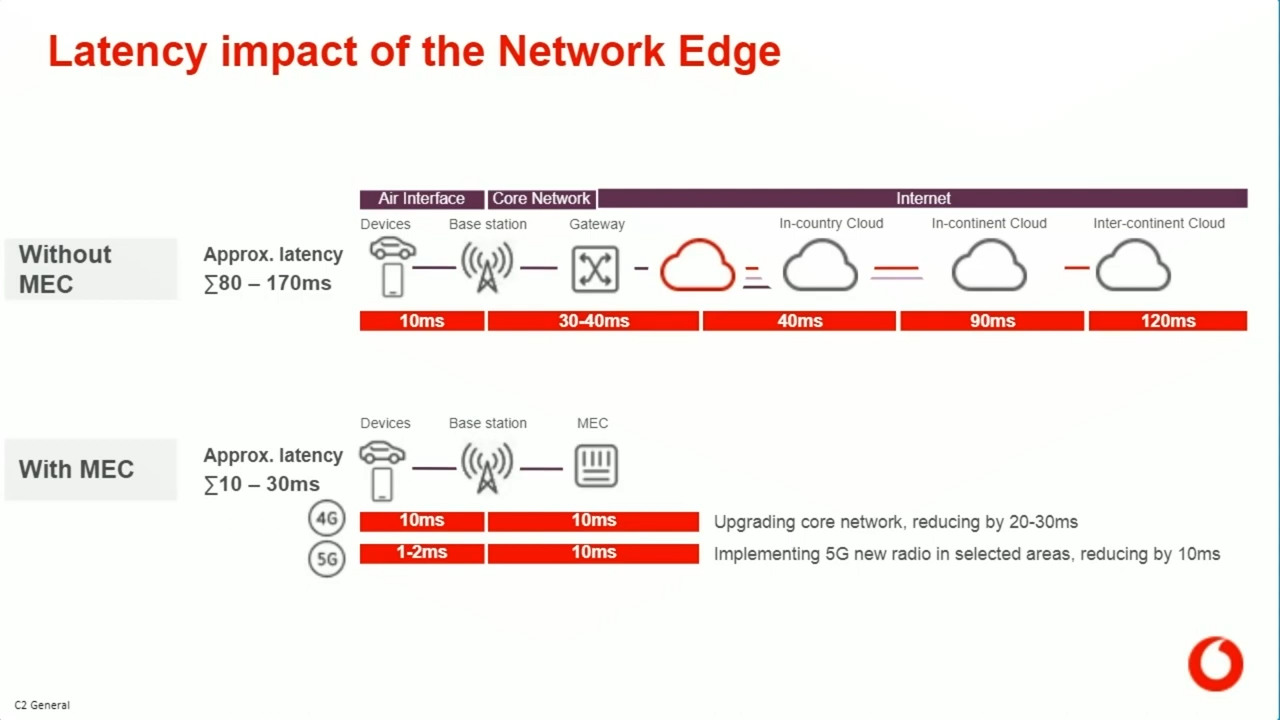 Latency impact of the Network Edge
Air Interface Core Network Internet
Devices Base station Gateway In-country Cloud In-continent Cloud Inter-continent Cloud
Without
MEC
Approx. latency
∑80 – 170ms
10ms 30-40ms 40ms 90ms 120ms
Devices Base station MEC
With MEC
Approx. latency
∑10 – 30ms
4G 10ms 10ms Upgrading core network, reducing by 20-30ms
5G 1-2ms 10ms Implementing 5G new radio in selected areas, reducing by 10ms
C2 General